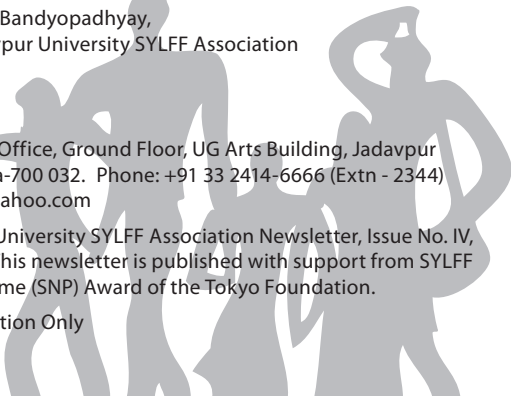 Bandyopadhyay,
rpur University SYLFF Association
Office, Ground Floor, UG Arts Building, Jadavpur
a-700 032. Phone: +91 33 2414-6666 (Extn - 2344)
ahoo.com
University SYLFF Association Newsletter, Issue No. IV,
his newsletter is published with support from SYLFF
me (SNP) Award of the Tokyo Foundation.
tion Only